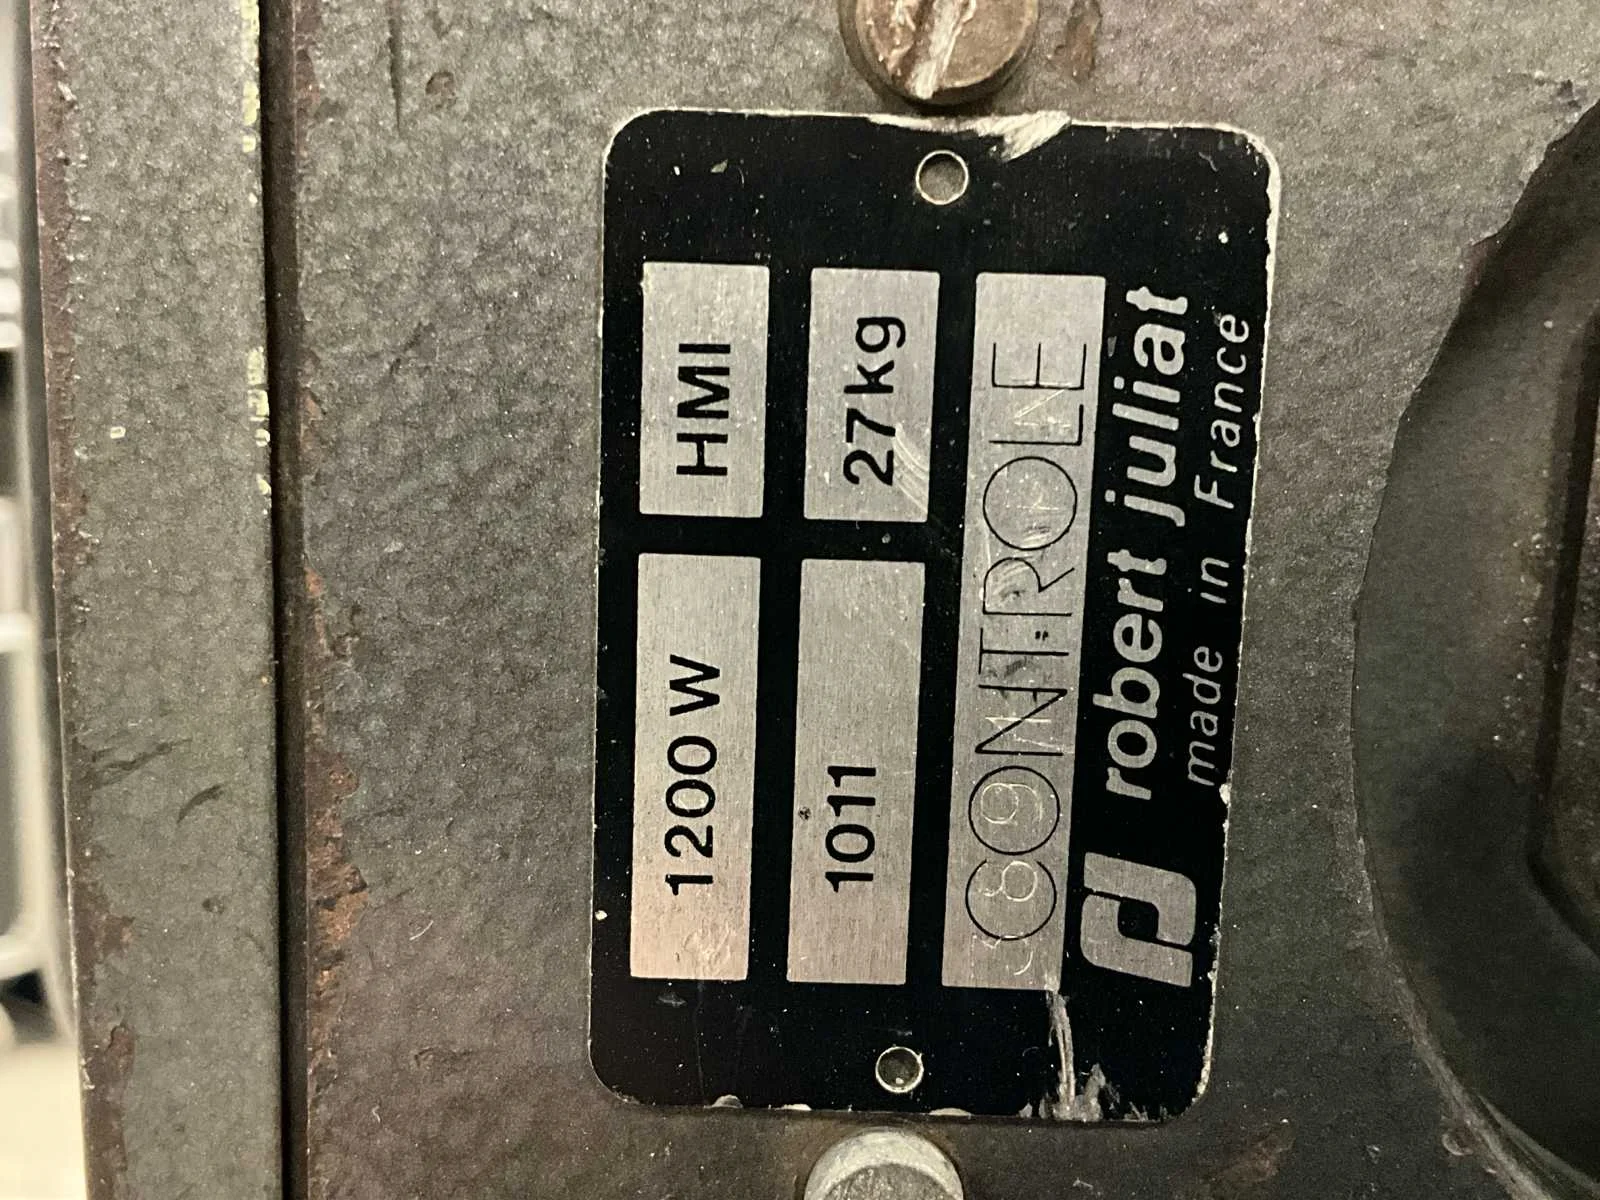 1200 W HMI
1011 27kg
CONTROLE
robert juliat
made in France